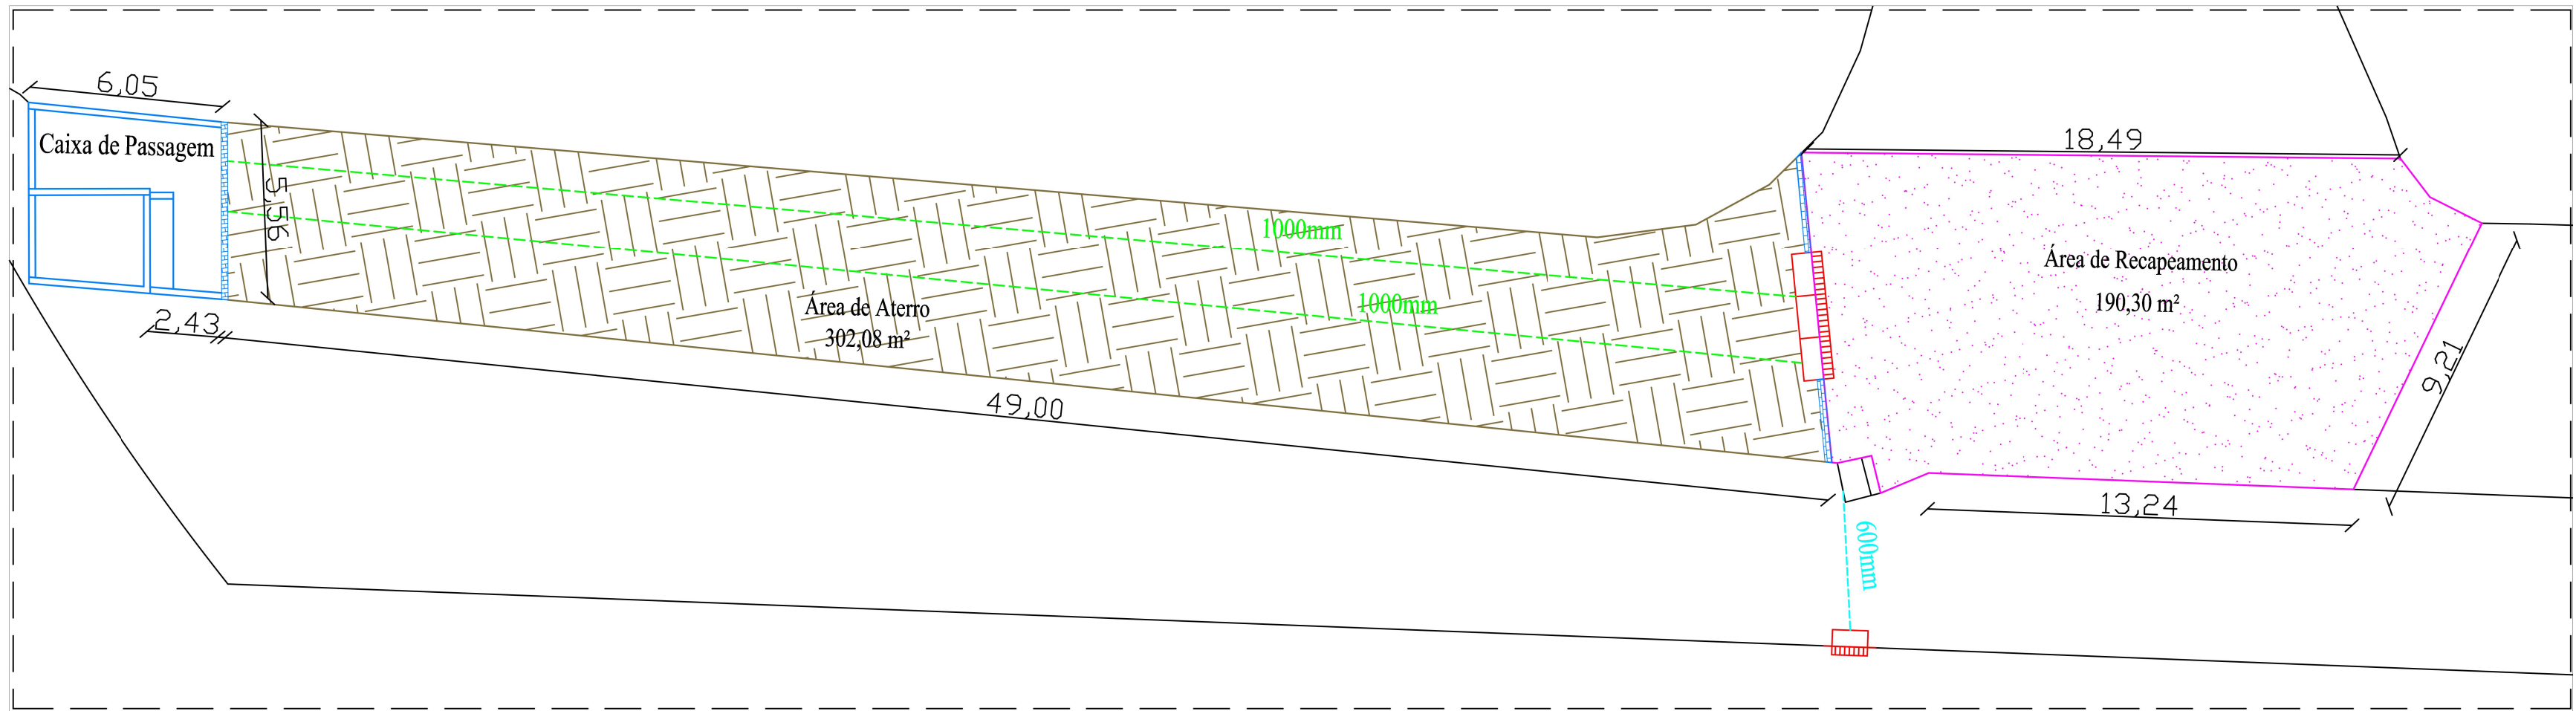 6,05
Caixa de Passagem
5,56
2,43
49,00
1000mm
1000mm
Área de Aterro
302,08 m²
18,49
Área de Recapeamento
190,30 m²
9,21
13,24
600mm